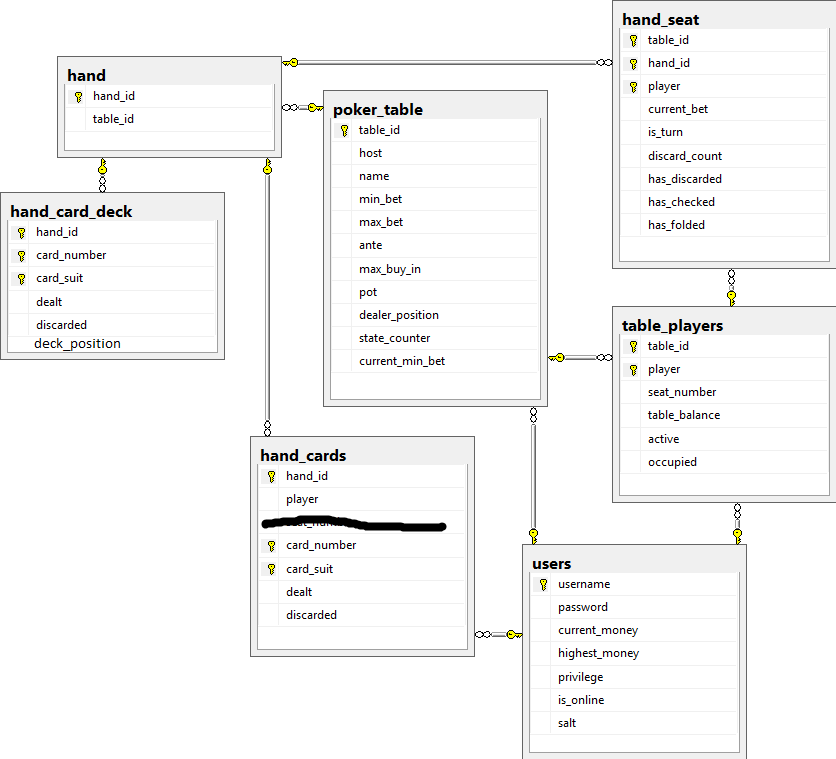 hand
hand_id
table_id
hand_card_deck
hand_id
card_number
card_suit
dealt
discarded
deck_position
poker_table
table_id
host
name
min_bet
max_bet
ante
max_buy_in
pot
dealer_position
state_counter
current_min_bet
hand_seat
table_id
hand_id
player
current_bet
is_turn
discard_count
has_discarded
has_checked
has_folded
table_players
table_id
player
seat_number
table_balance
active
occupied
hand_cards
hand_id
player
card_number
card_suit
dealt
discarded
users
username
password
current_money
highest_money
privilege
is_online
salt